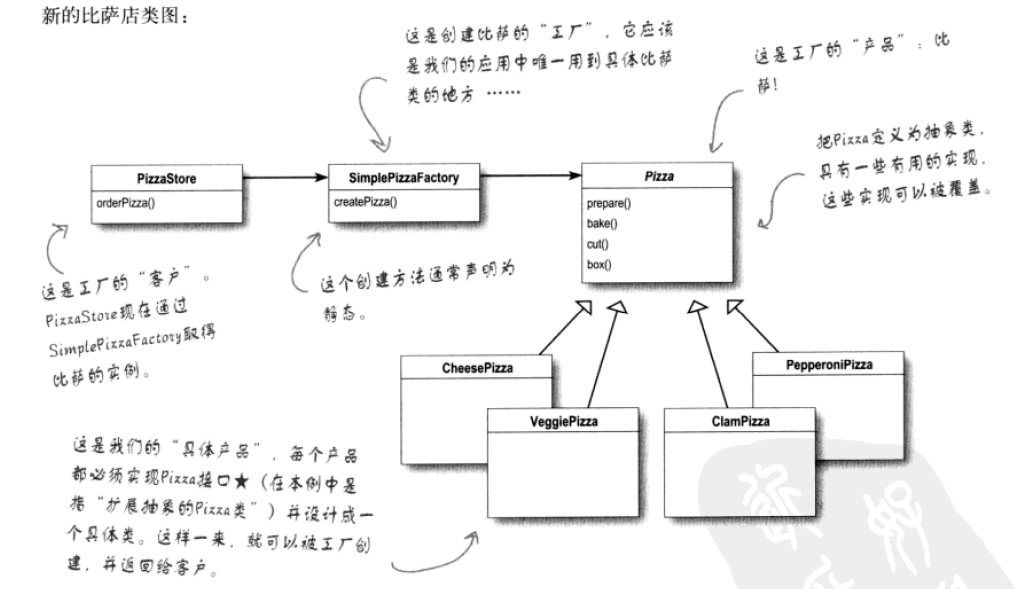 新的比萨店类图：
这是创建比萨的“工厂”，它应该
是我们的应用中唯一用到具体比萨
类的地方……
这是工厂的“产品”：比
萨！
把Pizza定义为抽象类，
具有一些有用的实现，
这些实现可以被覆盖。
PizzaStore
orderPizza()
SimplePizzaFactory
createPizza()
Pizza
prepare()
bake()
cut()
box()
这是工厂的“客户”。
PizzaStore现在通过
SimplePizzaFactory取得
比萨的实例。
这个创建方法通常声明为
静态。
CheesePizza
VeggiePizza
ClamPizza
PepperoniPizza
这是我们的“具体产品”，每个产品
都必须实现Pizza接口★（在本例中是
指“扩展抽象的Pizza类”）并设计成一
个具体类。这样一来，就可以被工厂创
建，并返回给客户。